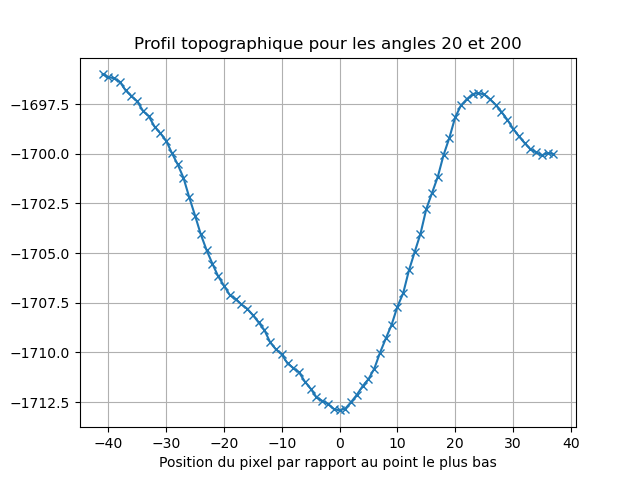 Profil topographique pour les angles 20 et 200
−1697.5
−1700.0
−1702.5
−1705.0
−1707.5
−1710.0
−1712.5
−40 −30 −20 −10 0 10 20 30 40
Position du pixel par rapport au point le plus bas